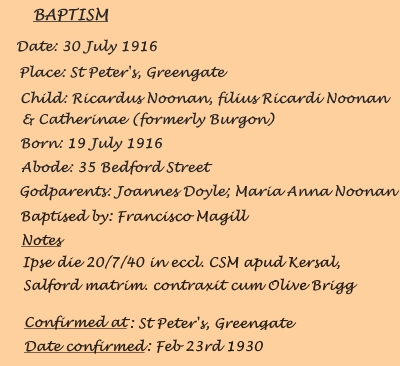 BAPTISM
Date: 30 July 1916
Place: St Peter's, Greengate
Child: Ricardus Noonan, filius Ricardi Noonan
& Catherinae (formerly Burgon)
Born: 19 July 1916
Abode: 35 Bedford Street
Godparents: Joannes Doyle; Maria Anna Noonan
Baptised by: Francisco Magill
Notes
Ipse die 20/7/40 in eccl. CSM apud Kersal,
Salford matrim. contraxit cum Olive Brigg
Confirmed at: St Peter's, Greengate
Date confirmed: Feb 23rd 1930